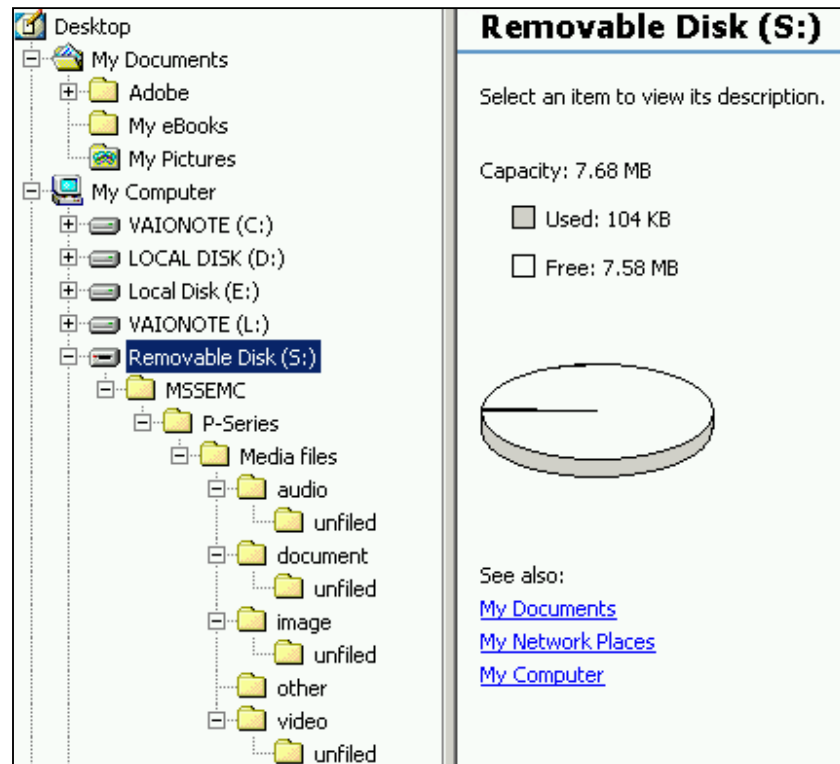 Desktop
My Documents
Adobe
My eBooks
My Pictures
My Computer
VAIONOTE (C:)
LOCAL DISK (D:)
Local Disk (E:)
VAIONOTE (L:)
Removable Disk (S:)
MSSEMC
P-Series
Media files
audio
unfiled
document
unfiled
image
unfiled
other
video
unfiled
Removable Disk (S:)
Select an item to view its description.
Capacity: 7.68 MB
Used: 104 KB
Free: 7.58 MB
See also:
My Documents
My Network Places
My Computer